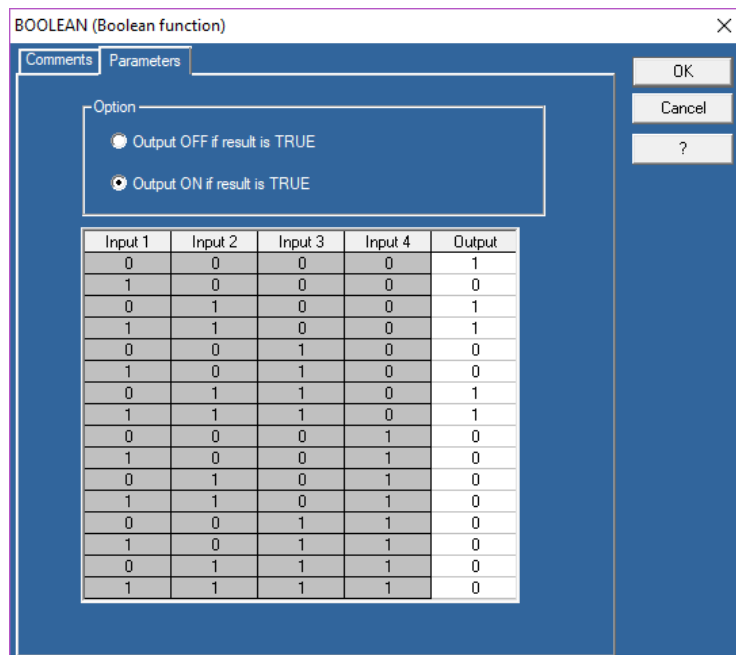 BOOLEAN (Boolean function)
Comments Parameters
OK
Cancel
?
Option
Output OFF if result is TRUE
Output ON if result is TRUE
Input 1 Input 2 Input 3 Input 4 Output
0 0 0 0 1
1 0 0 0 0
0 1 0 0 1
1 1 0 0 1
0 0 1 0 0
1 0 1 0 0
0 1 1 0 1
1 1 1 0 1
0 0 0 1 0
1 0 0 1 0
0 1 0 1 0
1 1 0 1 0
0 0 1 1 0
1 0 1 1 0
0 1 1 1 0
1 1 1 1 0